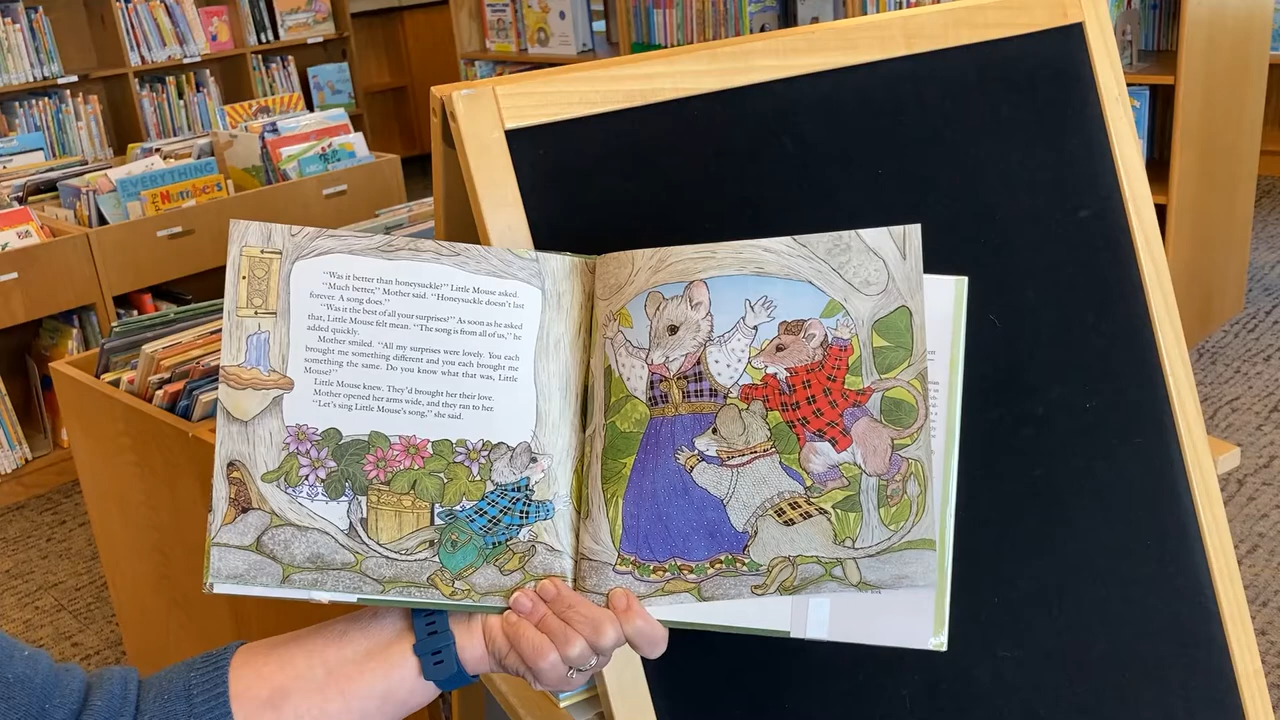 EVERYTHING
Numbers
"Was it better than honeysuckle?" Little Mouse asked.
"Much better," Mother said. "Honeysuckle doesn't last
forever. A song does."
"Was it the best of all your surprises?" As soon as he asked
that, Little Mouse felt mean. "The song is from all of us," he
added quickly.
Mother smiled. "All my surprises were lovely. You each
brought me something different and you each brought me
something the same. Do you know what that was, Little
Mouse?"
Little Mouse knew. They'd brought her their love.
Mother opened her arms wide, and they ran to her.
"Let's sing Little Mouse's song," she said.